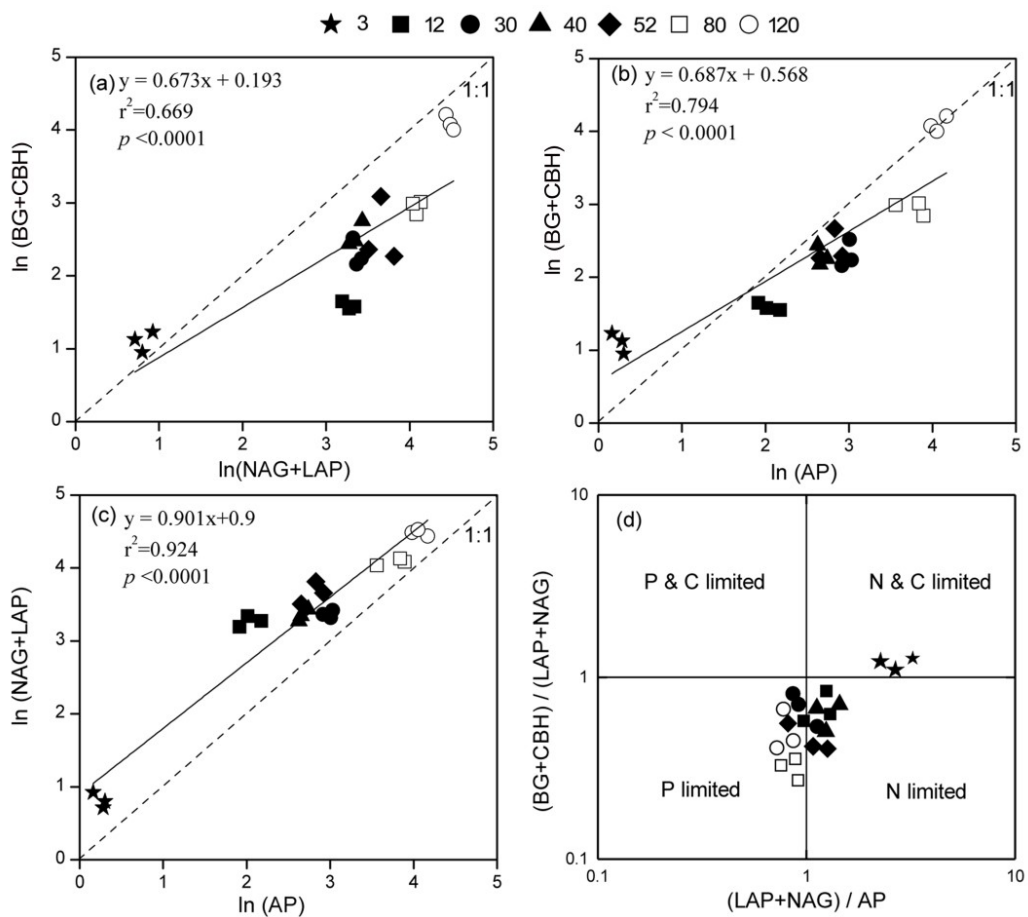 3 12 30 40 52 80 120
(a) y = 0.673x + 0.193
r²=0.669
p <0.0001
1:1
5
4
3
2
1
0
0 1 2 3 4 5
ln (BG+CBH)
ln(NAG+LAP)
(b) y = 0.687x + 0.568
r²=0.794
p <0.0001
1:1
5
4
3
2
1
0
0 1 2 3 4 5
ln (BG+CBH)
ln (AP)
(c) y = 0.901x+0.9
r²=0.924
p <0.0001
1:1
5
4
3
2
1
0
0 1 2 3 4 5
ln (NAG+LAP)
ln (AP)
(d)
P & C limited N & C limited
P limited N limited
10
1
0.1
0.1 1 10
(BG+CBH) / (LAP+NAG)
(LAP+NAG) / AP